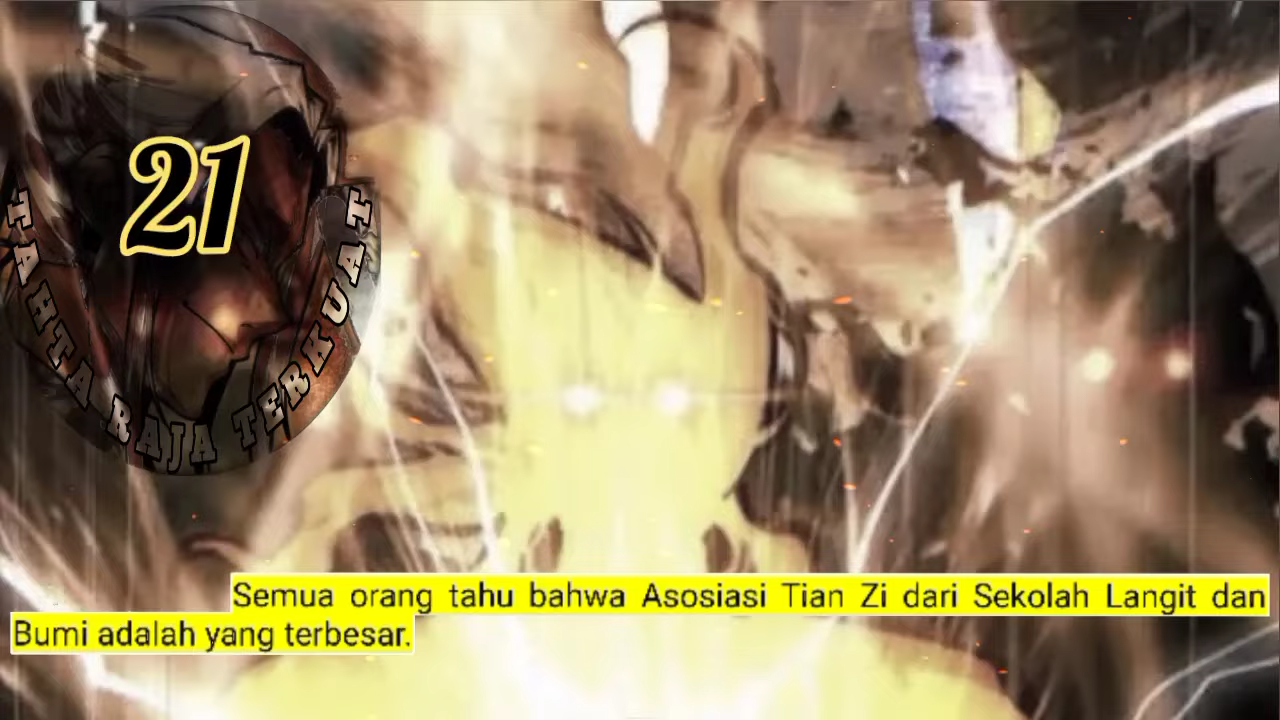 21
TAHTA RAJA TERKUAT
Semua orang tahu bahwa Asosiasi Tian Zi dari Sekolah Langit dan
Bumi adalah yang terbesar.